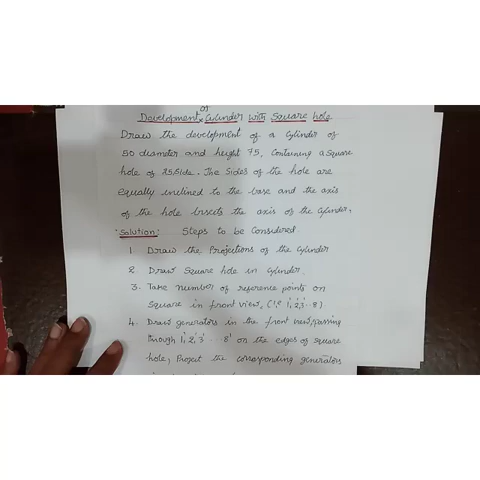 Development of Cylinder with Square hole
Draw the development of a Cylinder of
50 diameter and height 75, Containing a square
hole of 25 side. The sides of the hole are
equally inclined to the base and the axis
of the hole bisects the axis of the cylinder.
Solution: Steps to be Considered.
1. Draw the Projections of the Cylinder
2. Draw Square hole in cylinder.
3. Take number of reference points on
Square in front view, (i.e 1', 2', 3' .. 8')
4. Draw generators in the front view, passing
through 1', 2', 3' ... 8' on the edges of square
hole, Project the corresponding generators